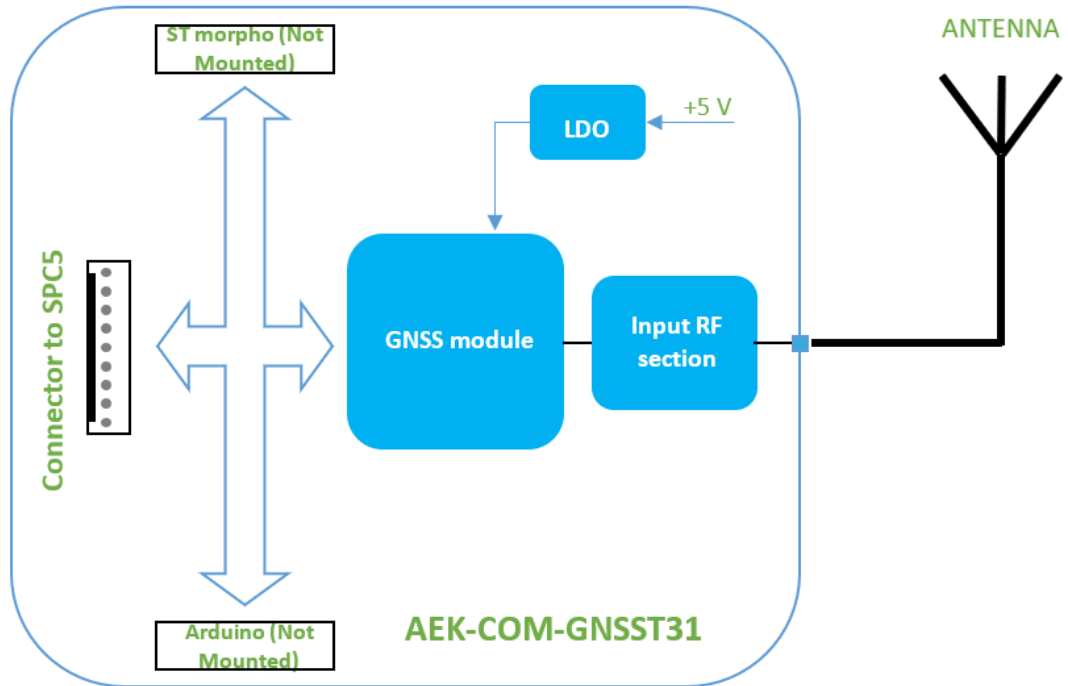 ST morpho (Not
Mounted)
ANTENNA
+5 V
LDO
Connector to SPC5
GNSS module
Input RF
section
Arduino (Not
Mounted)
AEK-COM-GNSST31